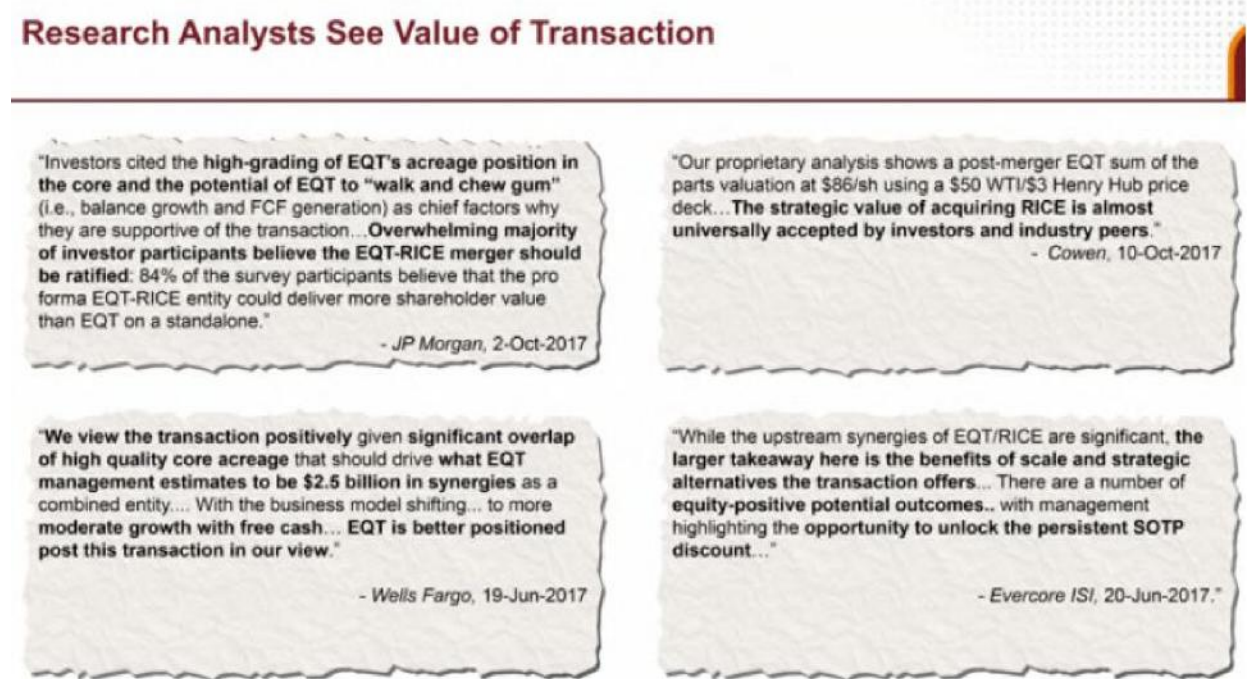 Research Analysts See Value of Transaction
"Investors cited the high-grading of EQT's acreage position in
the core and the potential of EQT to "walk and chew gum"
(i.e., balance growth and FCF generation) as chief factors why
they are supportive of the transaction...Overwhelming majority
of investor participants believe the EQT-RICE merger should
be ratified: 84% of the survey participants believe that the pro
forma EQT-RICE entity could deliver more shareholder value
than EQT on a standalone."
- JP Morgan, 2-Oct-2017
"Our proprietary analysis shows a post-merger EQT sum of the
parts valuation at $86/sh using a $50 WTI/$3 Henry Hub price
deck...The strategic value of acquiring RICE is almost
universally accepted by investors and industry peers."
- Cowen, 10-Oct-2017
"We view the transaction positively given significant overlap
of high quality core acreage that should drive what EQT
management estimates to be $2.5 billion in synergies as a
combined entity.... With the business model shifting... to more
moderate growth with free cash... EQT is better positioned
post this transaction in our view."
- Wells Fargo, 19-Jun-2017
"While the upstream synergies of EQT/RICE are significant, the
larger takeaway here is the benefits of scale and strategic
alternatives the transaction offers... There are a number of
equity-positive potential outcomes.. with management
highlighting the opportunity to unlock the persistent SOTP
discount..."
- Evercore ISI, 20-Jun-2017."